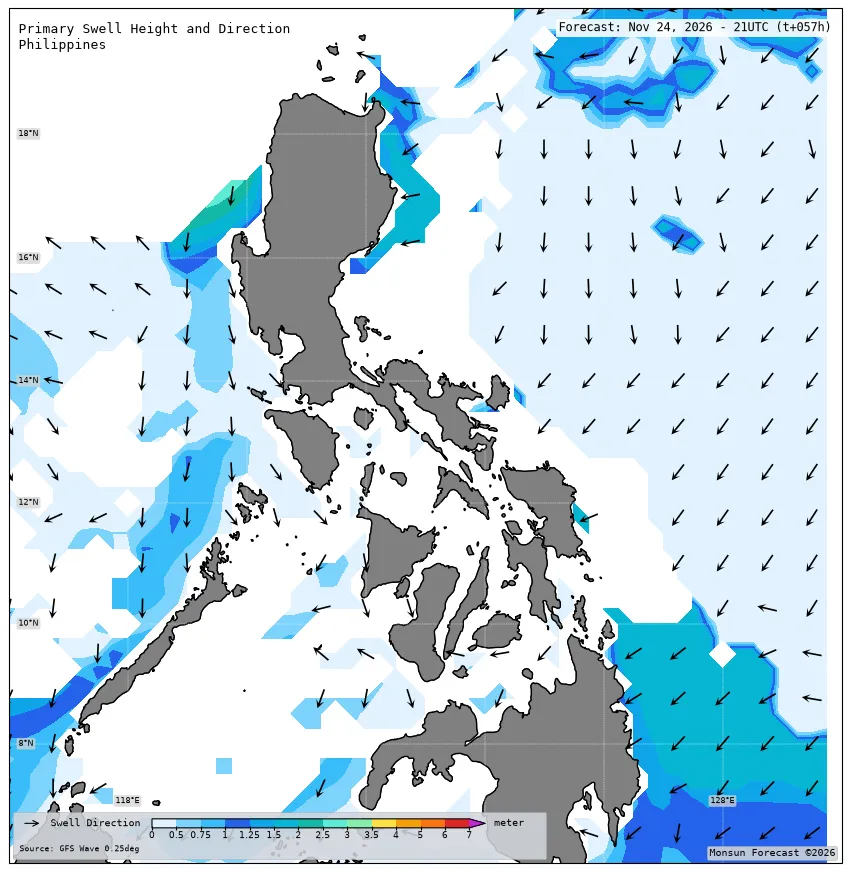 Primary Swell Height and Direction
Philippines
Forecast: Nov 24, 2026 - 21UTC (t+057h)
18°N
16°N
14°N
12°N
10°N
8°N
118°E
128°E
Swell Direction
meter
0 0.5 0.75 1 1.25 1.5 2 2.5 3 3.5 4 5 6 7
Source: GFS Wave 0.25deg
Monsun Forecast ©2026